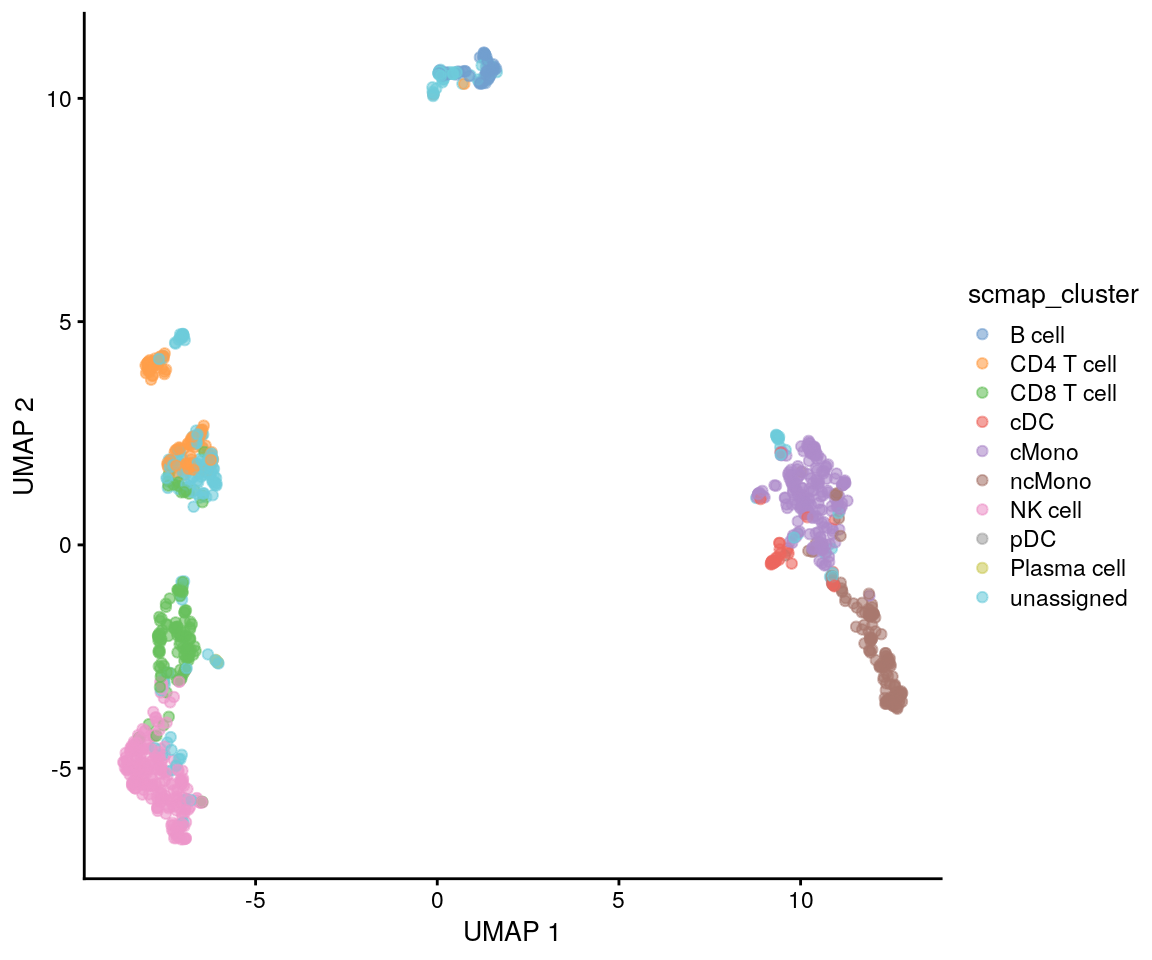 10
5
0
-5
UMAP 2
-5
0
5
10
UMAP 1
scmap_cluster
B cell
CD4 T cell
CD8 T cell
cDC
cMono
ncMono
NK cell
pDC
Plasma cell
unassigned